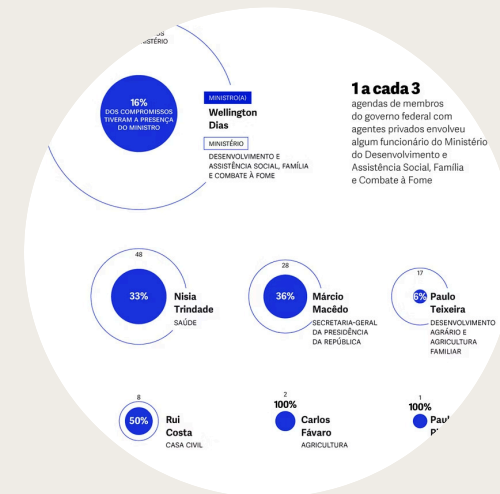 ISTÉRIO
16%
DOS COMPROMISSOS
TIVERAM A PRESENÇA
DO MINISTRO
MINISTRO(A)
Wellington
Dias
MINISTÉRIO
DESENVOLVIMENTO E
ASSISTÊNCIA SOCIAL, FAMÍLIA
E COMBATE À FOME
1 a cada 3
agendas de membros
do governo federal com
agentes privados envolveu
algum funcionário do Ministério
do Desenvolvimento e
Assistência Social, Família
e Combate à Fome
48
33%
Nisia
Trindade
SAÚDE
28
36%
Márcio
Macêdo
SECRETARIA-GERAL
DA PRESIDÊNCIA
DA REPÚBLICA
17
6%
Paulo
Teixeira
DESENVOLVIMENTO
AGRÁRIO E
AGRICULTURA
FAMILIAR
8
50%
Rui
Costa
CASA CIVIL
2
100%
Carlos
Fávaro
AGRICULTURA
1
100%